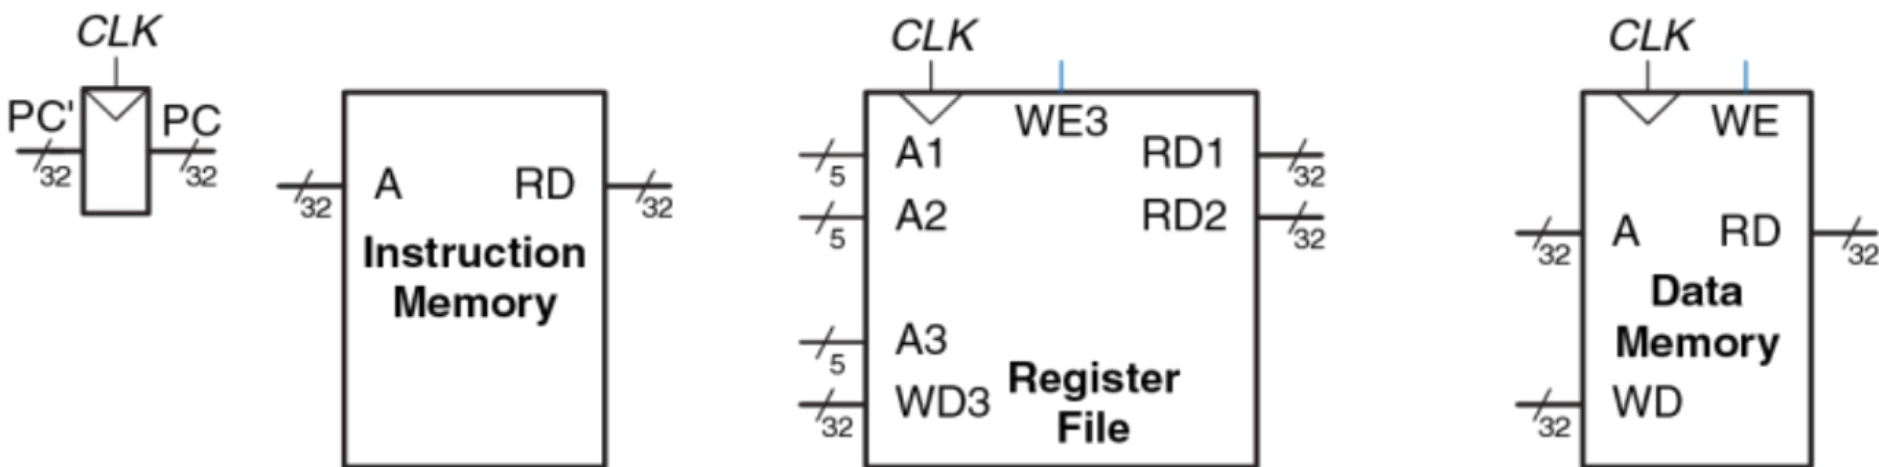 CLK
PC'
PC
32
32
A
RD
32
32
Instruction
Memory
CLK
WE3
A1
RD1
5
32
A2
RD2
5
32
A3
5
WD3
32
Register
File
CLK
WE
A
RD
32
32
Data
Memory
WD
32